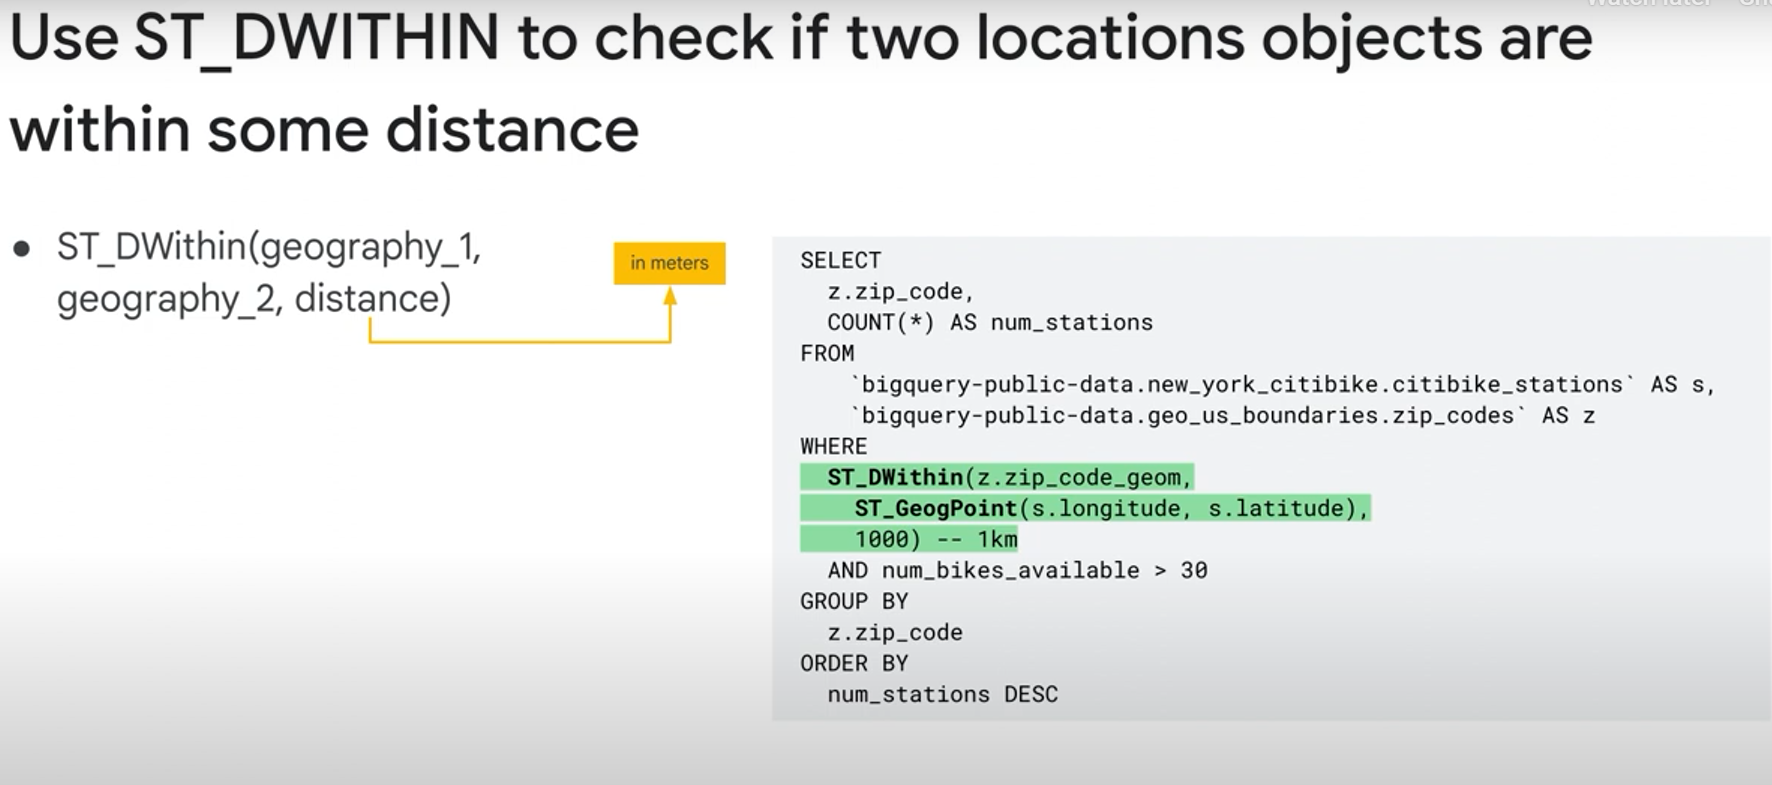 Use ST_DWITHIN to check if two locations objects are
within some distance
● ST_DWithin(geography_1,
geography_2, distance)
in meters
SELECT
z.zip_code,
COUNT(*) AS num_stations
FROM
`bigquery-public-data.new_york_citibike.citibike_stations` AS s,
`bigquery-public-data.geo_us_boundaries.zip_codes` AS z
WHERE
ST_DWithin(z.zip_code_geom,
ST_GeogPoint(s.longitude, s.latitude),
1000) -- 1km
AND num_bikes_available > 30
GROUP BY
z.zip_code
ORDER BY
num_stations DESC